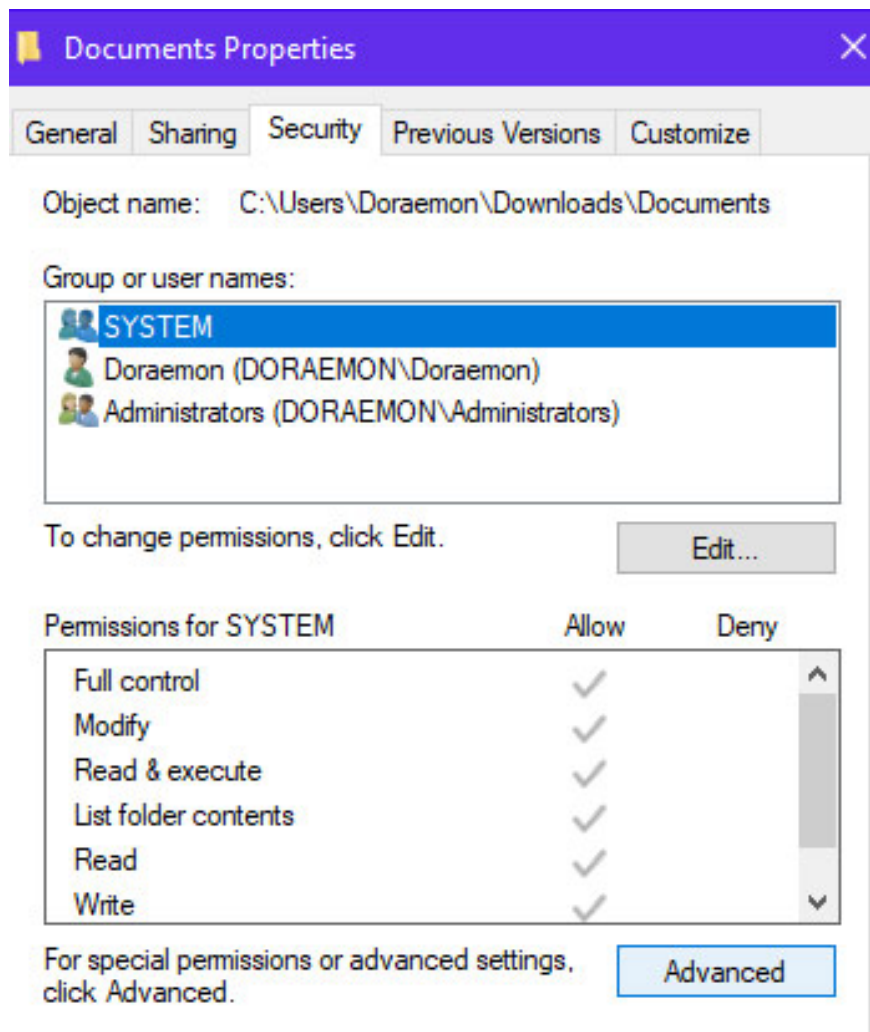 Documents Properties
General Sharing Security Previous Versions Customize
Object name: C:\Users\Doraemon\Downloads\Documents
Group or user names:
SYSTEM
Doraemon (DORAEMON\Doraemon)
Administrators (DORAEMON\Administrators)
To change permissions, click Edit.
Edit...
Permissions for SYSTEM Allow Deny
Full control
Modify
Read & execute
List folder contents
Read
Write
For special permissions or advanced settings,
click Advanced.
Advanced